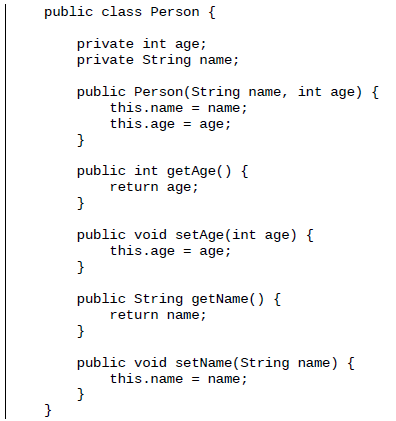 public class Person {
    private int age;
    private String name;
    public Person(String name, int age) {
        this.name = name;
        this.age = age;
    }
    public int getAge() {
        return age;
    }
    public void setAge(int age) {
        this.age = age;
    }
    public String getName() {
        return name;
    }
    public void setName(String name) {
        this.name = name;
    }
}